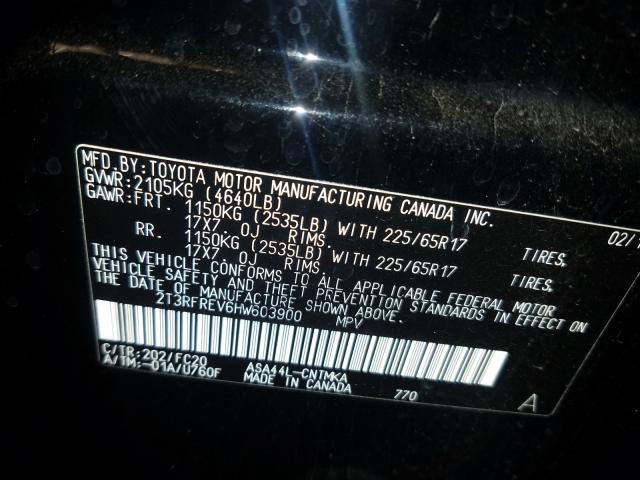 MFD.BY:TOYOTA MOTOR MANUFACTURING CANADA INC.
GVWR:2105KG (4640LB) 02/1
GAWR:FRT. 1150KG (2535LB) WITH 225/65R17 TIRES,
17X7.0J RIMS.
RR. 1150KG (2535LB) WITH 225/65R17 TIRES,
17X7.0J RIMS.
THIS VEHICLE CONFORMS TO ALL APPLICABLE FEDERAL MOTOR
VEHICLE SAFETY AND THEFT PREVENTION STANDARDS IN EFFECT ON
THE DATE OF MANUFACTURE SHOWN ABOVE.
2T3RFREV6HW603900 MPV
C/TR:202/FC20 ASA44L-CNTMKA
A/TM:-01A/U760F MADE IN CANADA 770 A